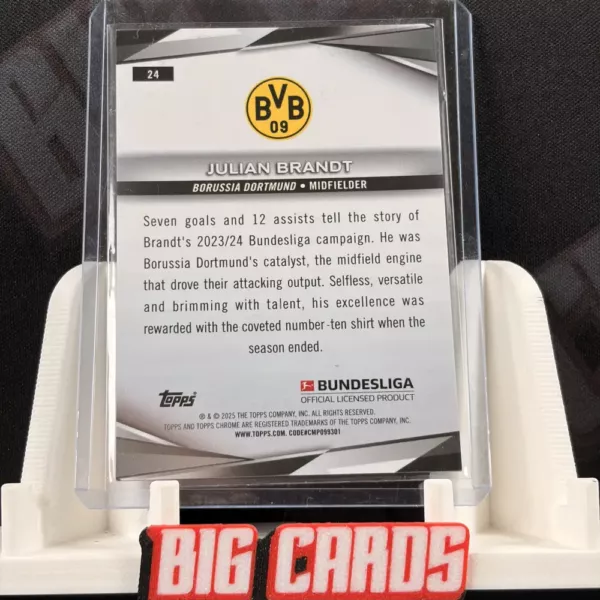 24
BVB
09
JULIAN BRANDT
BORUSSIA DORTMUND • MIDFIELDER
Seven goals and 12 assists tell the story of
Brandt's 2023/24 Bundesliga campaign. He was
Borussia Dortmund's catalyst, the midfield engine
that drove their attacking output. Selfless, versatile
and brimming with talent, his excellence was
rewarded with the coveted number-ten shirt when the
season ended.
topps
BUNDESLIGA
OFFICIAL LICENSED PRODUCT
® & © 2025 THE TOPPS COMPANY, INC. ALL RIGHTS RESERVED.
TOPPS AND TOPPS CHROME ARE REGISTERED TRADEMARKS OF THE TOPPS COMPANY, INC.
WWW.TOPPS.COM. CODE#CMP099301
BIG CARDS